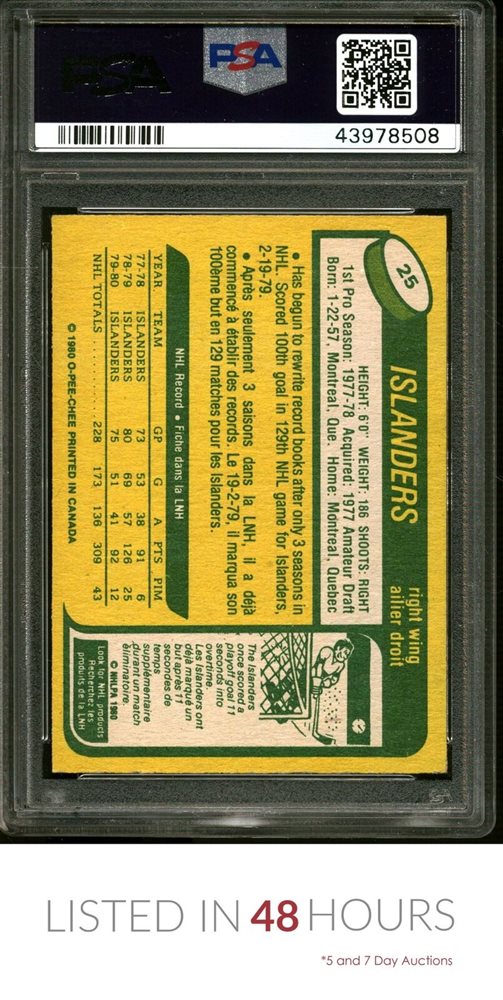 PSA
PSA
43978508
25
ISLANDERS
right wing
ailier droit
HEIGHT: 6'0" WEIGHT: 186 SHOOTS: RIGHT
1st Pro Season: 1977-78 Acquired: 1977 Amateur Draft
Born: 1-22-57, Montreal, Que. Home: Montreal, Quebec
• Has begun to rewrite record books after only 3 seasons in
NHL. Scored 100th goal in 129th NHL game for Islanders,
2-19-79.
• Après seulement 3 saisons dans la LNH, il a déjà
commencé à établir des records. Le 19-2-79, il marqua son
100ème but en 129 matches pour les Islanders.
NHL Record • Fiche dans la LNH
YEAR TEAM GP G A PTS PIM
77-78 ISLANDERS 73 53 38 91 6
78-79 ISLANDERS 80 69 57 126 25
79-80 ISLANDERS 75 51 41 92 12
NHL TOTALS .......... 228 173 136 309 43
© 1980 O-PEE-CHEE PRINTED IN CANADA
The Islanders
once scored a
playoff goal 11
seconds into
overtime.
Les Islanders ont
déjà marqué un
but après 11
secondes de
temps
supplémentaire
durant un match
éliminatoire.
© NHLPA 1980
Look for NHL products
Recherchez les
produits de la LNH
LISTED IN 48 HOURS
*5 and 7 Day Auctions